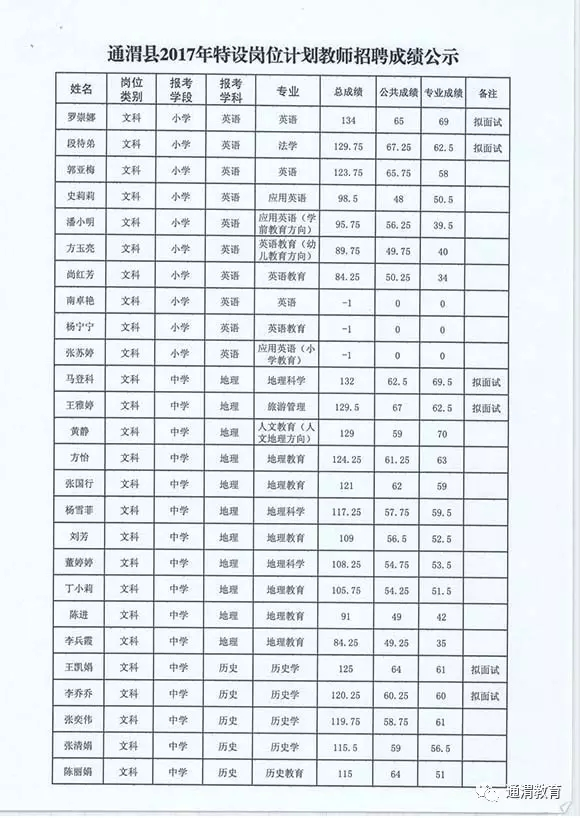 通渭县2017年特设岗位计划教师招聘成绩公示
姓名 岗位类别 报考学段 报考学科 专业 总成绩 公共成绩 专业成绩 备注
罗崇娜 文科 小学 英语 英语 134 65 69 拟面试
段待弟 文科 小学 英语 法学 129.75 67.25 62.5 拟面试
郭亚梅 文科 小学 英语 英语 123.75 65.75 58
史莉莉 文科 小学 英语 应用英语 98.5 48 50.5
潘小明 文科 小学 英语 应用英语（学前教育方向） 95.75 56.25 39.5
方玉亮 文科 小学 英语 英语教育（幼儿教育方向） 89.75 49.75 40
尚红芳 文科 小学 英语 英语教育 84.25 50.25 34
南卓艳 文科 小学 英语 英语 -1 0 0
杨宁宁 文科 小学 英语 英语教育 -1 0 0
张苏婷 文科 小学 英语 应用英语（小学教育） -1 0 0
马登科 文科 中学 地理 地理科学 132 62.5 69.5 拟面试
王雅婷 文科 中学 地理 旅游管理 129.5 67 62.5 拟面试
黄静 文科 中学 地理 人文教育（人文地理方向） 129 59 70
方怡 文科 中学 地理 地理教育 124.25 61.25 63
张国行 文科 中学 地理 地理教育 121 62 59
杨雪菲 文科 中学 地理 地理科学 117.25 57.75 59.5
刘芳 文科 中学 地理 地理教育 109 56.5 52.5
董婷婷 文科 中学 地理 地理科学 108.25 54.75 53.5
丁小莉 文科 中学 地理 地理教育 105.75 54.25 51.5
陈进 文科 中学 地理 地理教育 91 49 42
李兵霞 文科 中学 地理 地理教育 84.25 49.25 35
王凯娟 文科 中学 历史 历史学 125 64 61 拟面试
李乔乔 文科 中学 历史 历史学 120.25 60.25 60 拟面试
张奕伟 文科 中学 历史 历史学 119.75 58.75 61
张清娟 文科 中学 历史 历史学 115.5 59 56.5
陈丽娟 文科 中学 历史 历史教育 115 64 51
通渭教育